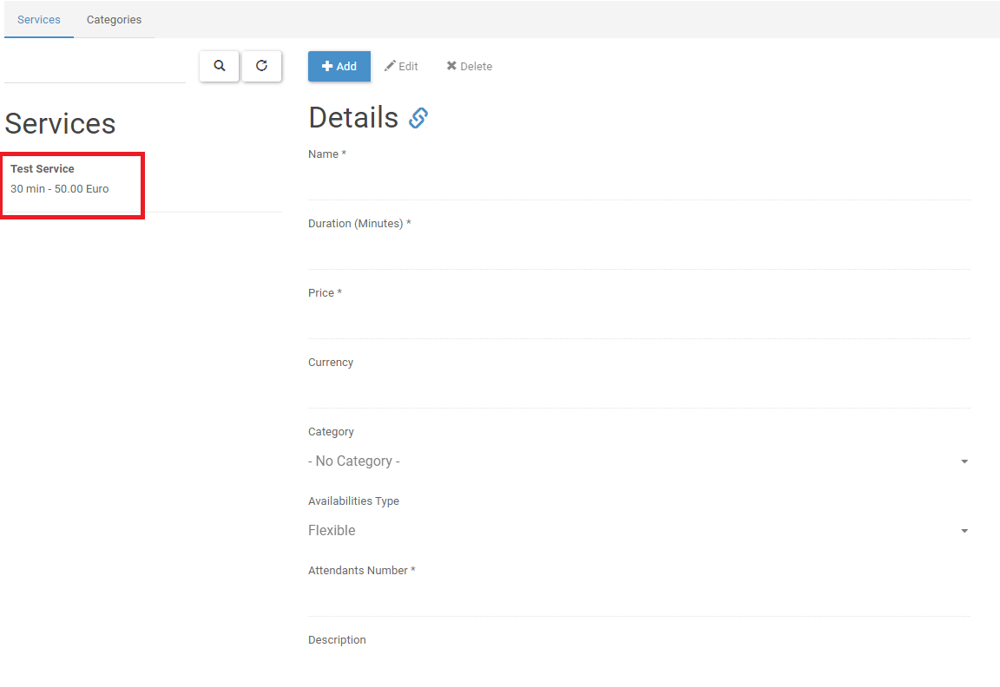 Services Categories
Add Edit Delete
Services
Test Service
30 min - 50.00 Euro
Details
Name *
Duration (Minutes) *
Price *
Currency
Category
- No Category -
Availabilities Type
Flexible
Attendants Number *
Description